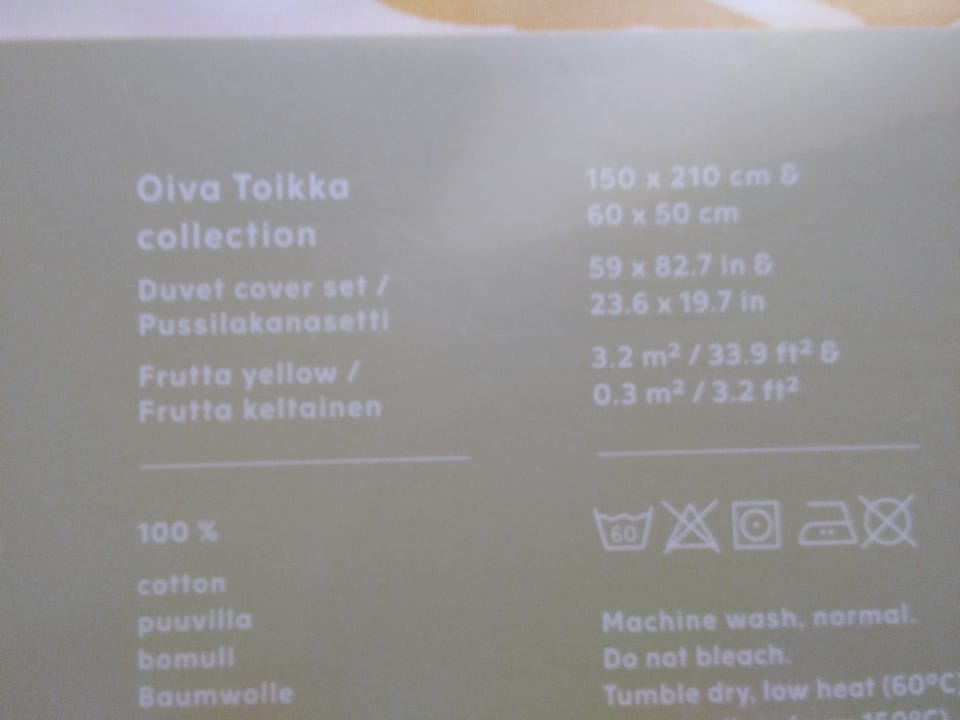 Oiva Toikka
collection
Duvet cover set /
Pussilakanasetti
Frutta yellow /
Frutta keltainen
100 %
cotton
puuvilla
bomull
Baumwolle
150 x 210 cm &
60 x 50 cm
59 x 82.7 in &
23.6 x 19.7 in
3.2 m² / 33.9 ft² &
0.3 m² / 3.2 ft²
60
Machine wash, normal.
Do not bleach.
Tumble dry, low heat (60°C)